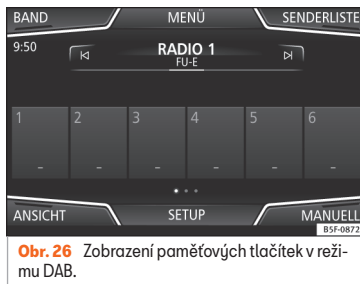 BAND MENÜ SENDERLISTE
9:50 RADIO 1
FU-E
1 2 3 4 5 6
- - - - - -
ANSICHT SETUP MANUELL
B5F-0872
Obr. 26 Zobrazení paměťových tlačítek v reži-
mu DAB.